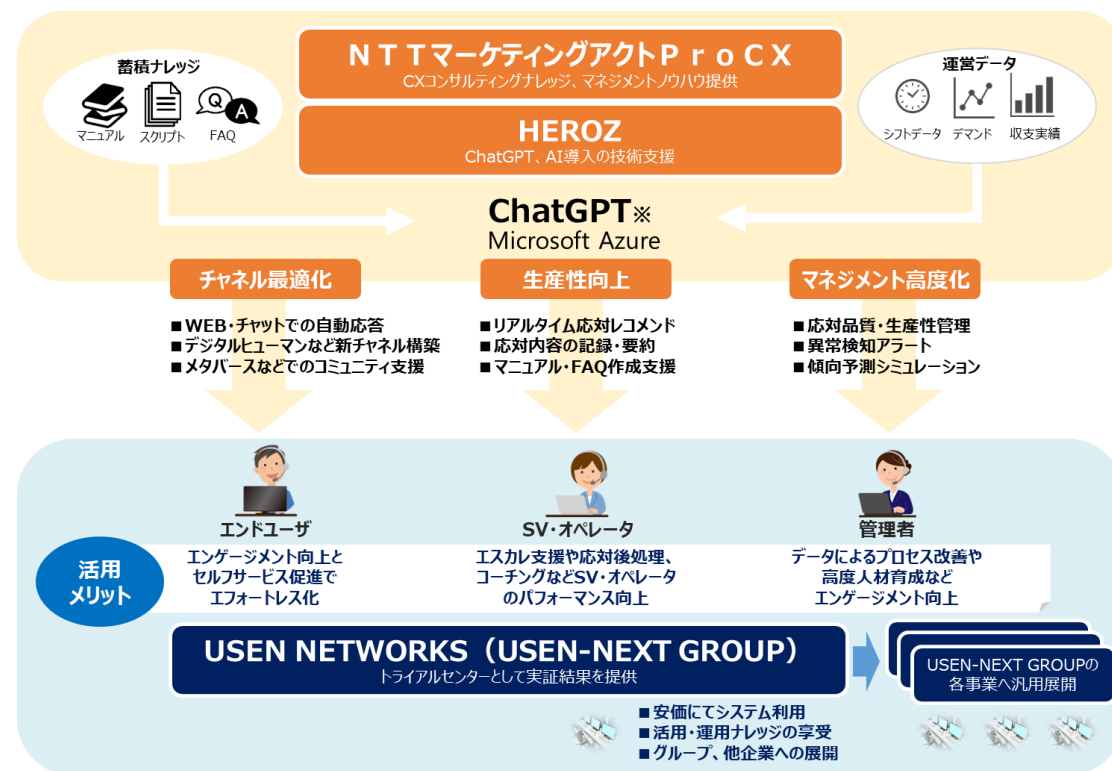 NTTマーケティングアクトProCX
CXコンサルティングナレッジ、マネジメントノウハウ提供
蓄積ナレッジ
マニュアル スクリプト FAQ
Q
A
運営データ
シフトデータ デマンド 収支実績
HEROZ
ChatGPT、AI導入の技術支援
ChatGPT※
Microsoft Azure
チャネル最適化
■WEB・チャットでの自動応答
■デジタルヒューマンなど新チャネル構築
■メタバースなどでのコミュニティ支援
生産性向上
■リアルタイム応対レコメンド
■応対内容の記録・要約
■マニュアル・FAQ作成支援
マネジメント高度化
■応対品質・生産性管理
■異常検知アラート
■傾向予測シミュレーション
活用
メリット
エンドユーザ
エンゲージメント向上と
セルフサービス促進で
エフォートレス化
SV・オペレータ
エスカレ支援や応対後処理、
コーチングなどSV・オペレータ
のパフォーマンス向上
管理者
データによるプロセス改善や
高度人材育成など
エンゲージメント向上
USEN NETWORKS（USEN-NEXT GROUP）
トライアルセンターとして実証結果を提供
USEN-NEXT GROUPの
各事業へ汎用展開
■安価にてシステム利用
■活用・運用ナレッジの享受
■グループ、他企業への展開